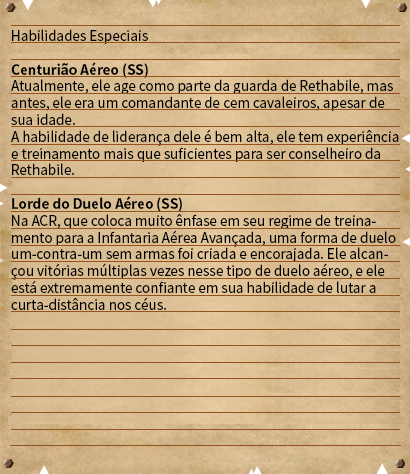 Habilidades Especiais
Centurião Aéreo (SS)
Atualmente, ele age como parte da guarda de Rethabile, mas
antes, ele era um comandante de cem cavaleiros, apesar de
sua idade.
A habilidade de liderança dele é bem alta, ele tem experiência
e treinamento mais que suficientes para ser conselheiro da
Rethabile.
Lorde do Duelo Aéreo (SS)
Na ACR, que coloca muito ênfase em seu regime de treina-
mento para a Infantaria Aérea Avançada, uma forma de duelo
um-contra-um sem armas foi criada e encorajada. Ele alcan-
çou vitórias múltiplas vezes nesse tipo de duelo aéreo, e ele
está extremamente confiante em sua habilidade de lutar a
curta-distância nos céus.